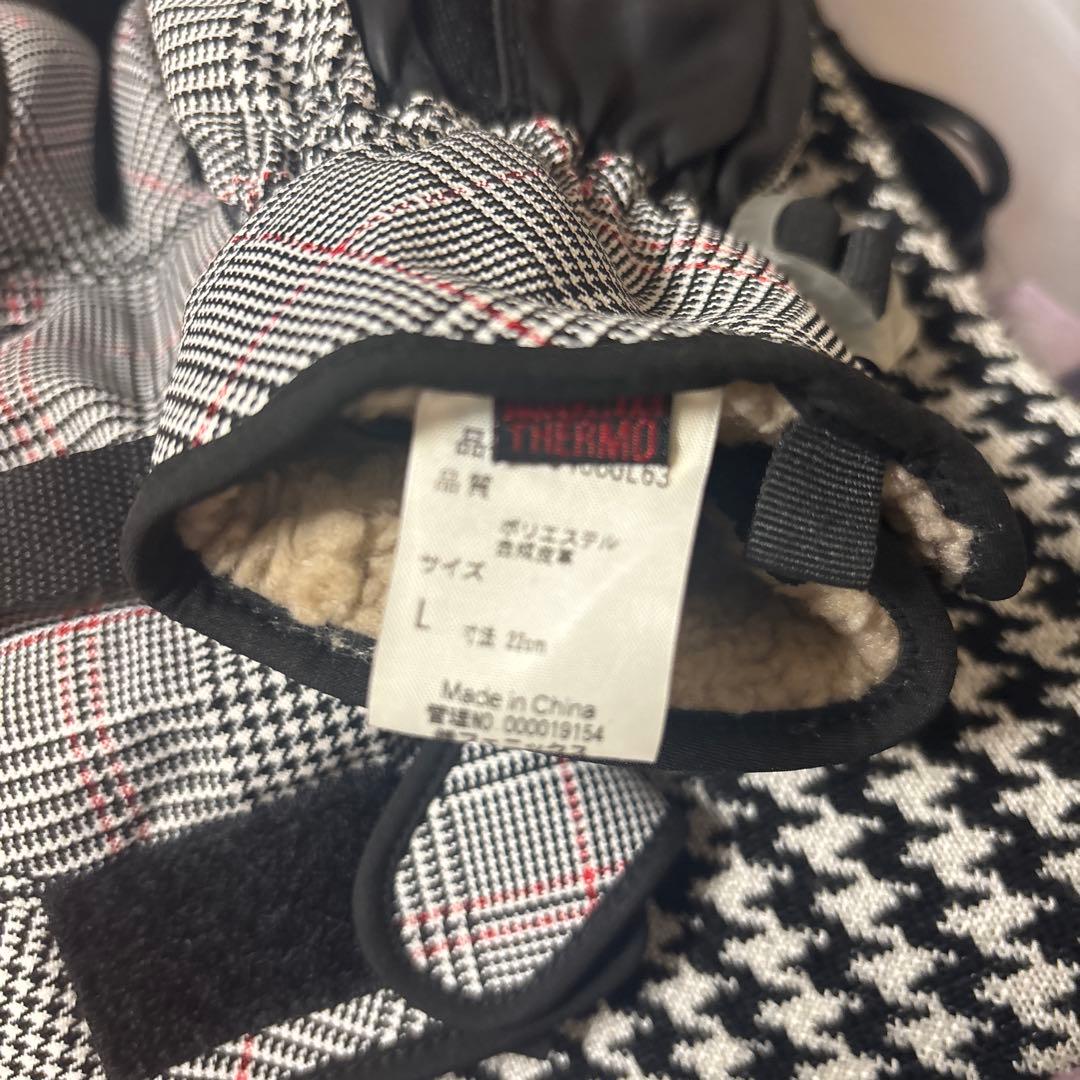 THERMO
品
品質
ポリエステル
合成皮革
サイズ
L 寸法 22cm
Made in China
管理NO. 000019154